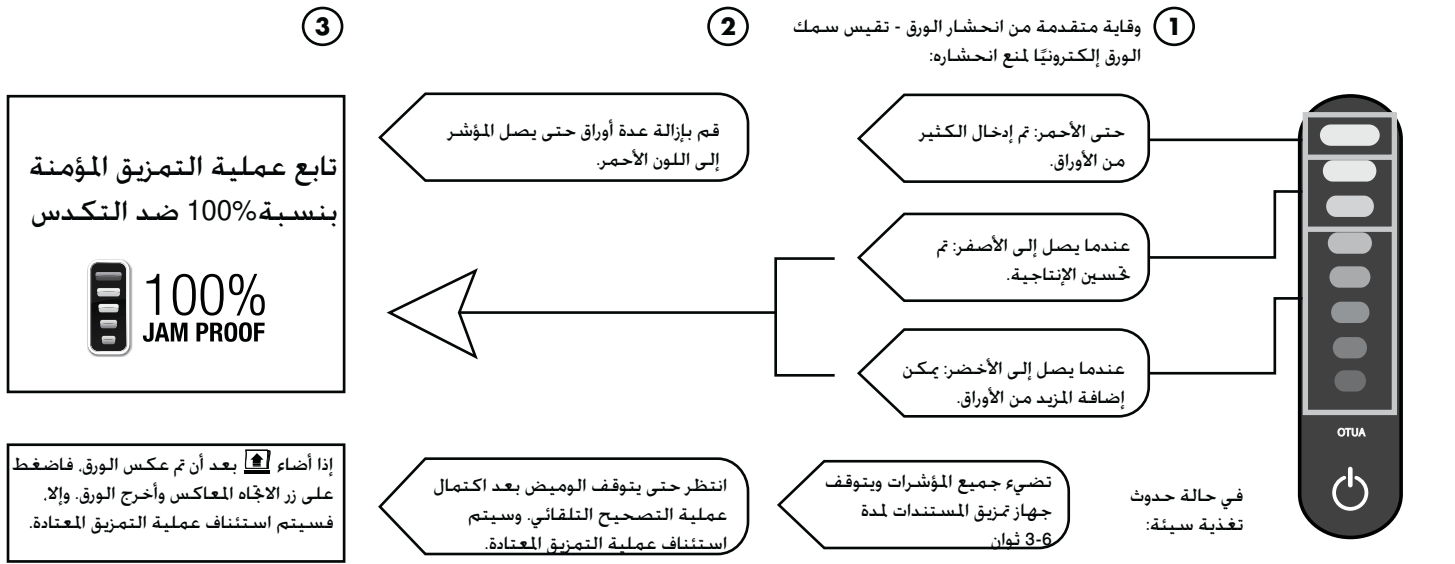 1
وقاية متقدمة من انحشار الورق - تقيس سمك
الورق إلكترونيًا لمنع انحشاره:
حتى الأحمر: تم إدخال الكثير
من الأوراق.
عندما يصل إلى الأصفر: تم
تحسين الإنتاجية.
عندما يصل إلى الأخضر: يمكن
إضافة المزيد من الأوراق.
2
قم بإزالة عدة أوراق حتى يصل المؤشر
إلى اللون الأحمر.
3
تابع عملية التمزيق المؤمنة
بنسبة 100% ضد التكدس
100%
JAM PROOF
AUTO
في حالة حدوث
تغذية سيئة:
تضيء جميع المؤشرات ويتوقف
جهاز تمزيق المستندات لمدة
3-6 ثوان
انتظر حتى يتوقف الوميض بعد اكتمال
عملية التصحيح التلقائي. وسيتم
استئناف عملية التمزيق المعتادة.
إذا أضاء بعد أن تم عكس الورق، فاضغط
على زر الاتجاه المعاكس وأخرج الورق. وإلا،
فسيتم استئناف عملية التمزيق المعتادة.